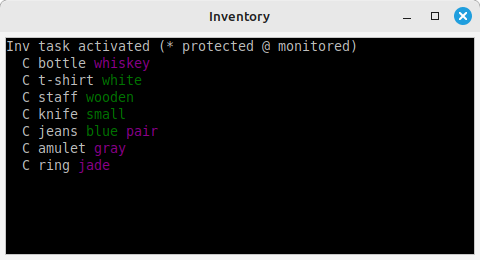 Inventory
Inv task activated (* protected @ monitored)
C bottle whiskey
C t-shirt white
C staff wooden
C knife small
C jeans blue pair
C amulet gray
C ring jade